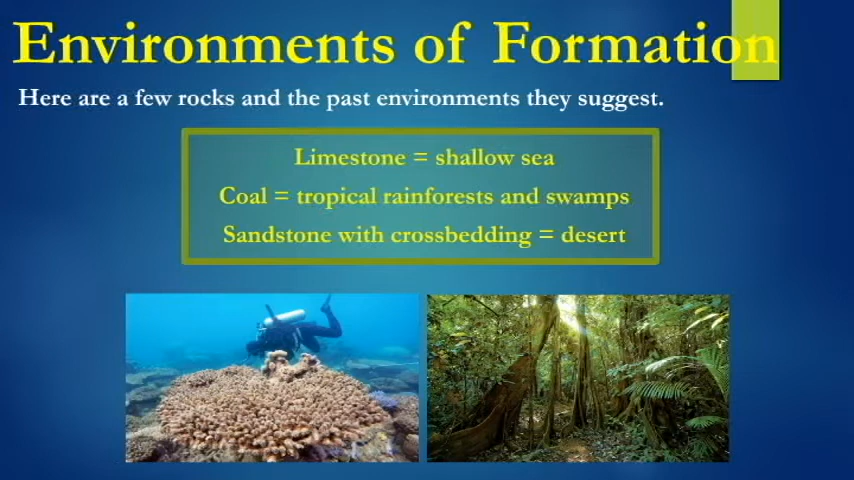 Environments of Formation
Here are a few rocks and the past environments they suggest.
Limestone = shallow sea
Coal = tropical rainforests and swamps
Sandstone with crossbedding = desert